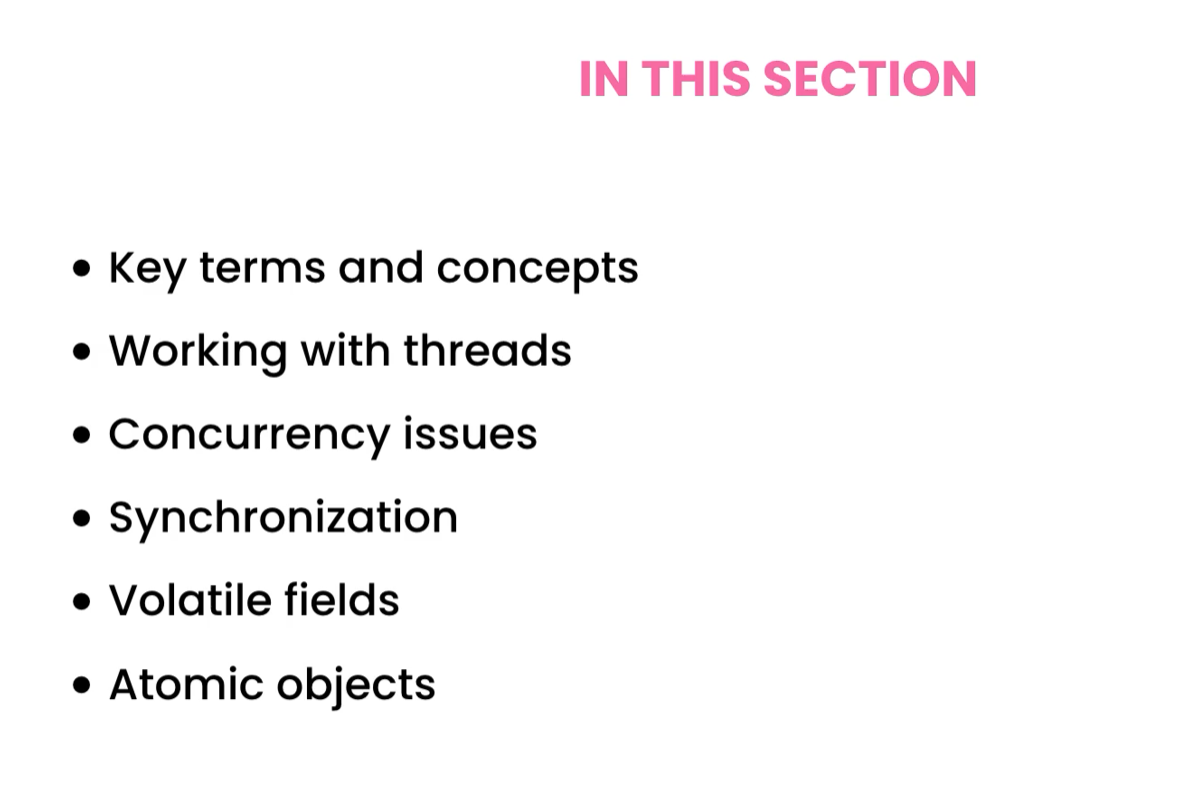 IN THIS SECTION
• Key terms and concepts
• Working with threads
• Concurrency issues
• Synchronization
• Volatile fields
• Atomic objects